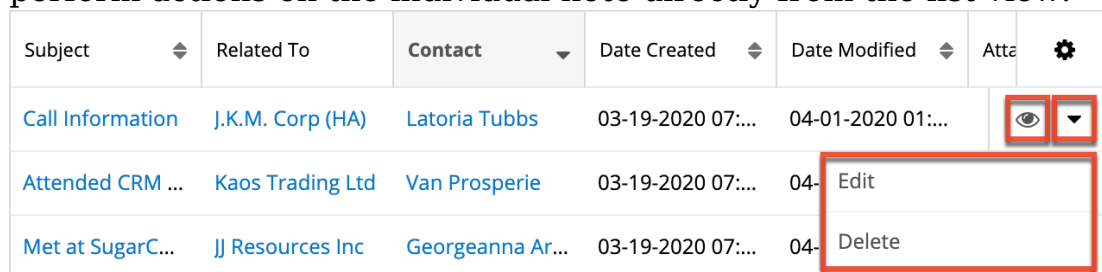 perform actions on the individual note directly from the list view.
Subject Related To Contact Date Created Date Modified Atta
Call Information J.K.M. Corp (HA) Latoria Tubbs 03-19-2020 07:... 04-01-2020 01:...
Attended CRM ... Kaos Trading Ltd Van Prosperie 03-19-2020 07:... 04- Edit
Met at SugarC... JJ Resources Inc Georgeanna Ar... 03-19-2020 07:... 04- Delete